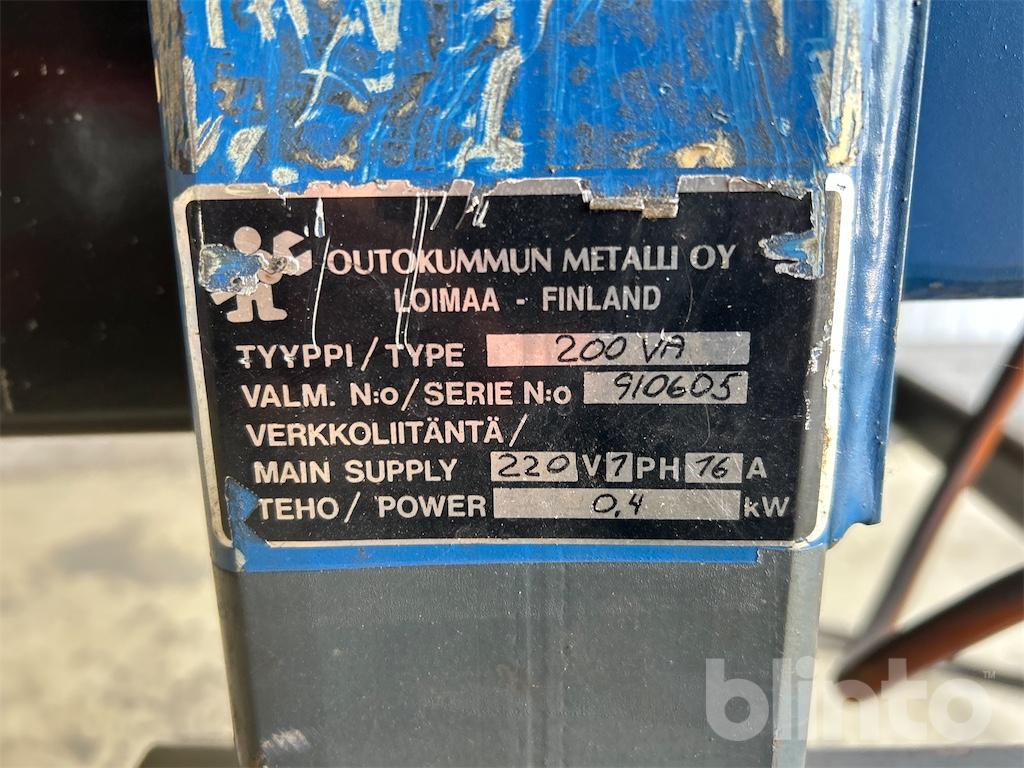 OUTOKUMMUN METALLI OY
LOIMAA - FINLAND
TYYPPI/TYPE 200 VA
VALM. N:o/SERIE N:o 910605
VERKKOLIITÄNTÄ/
MAIN SUPPLY 220 V 1 PH 16 A
TEHO/POWER 0,4 kW
blinto™